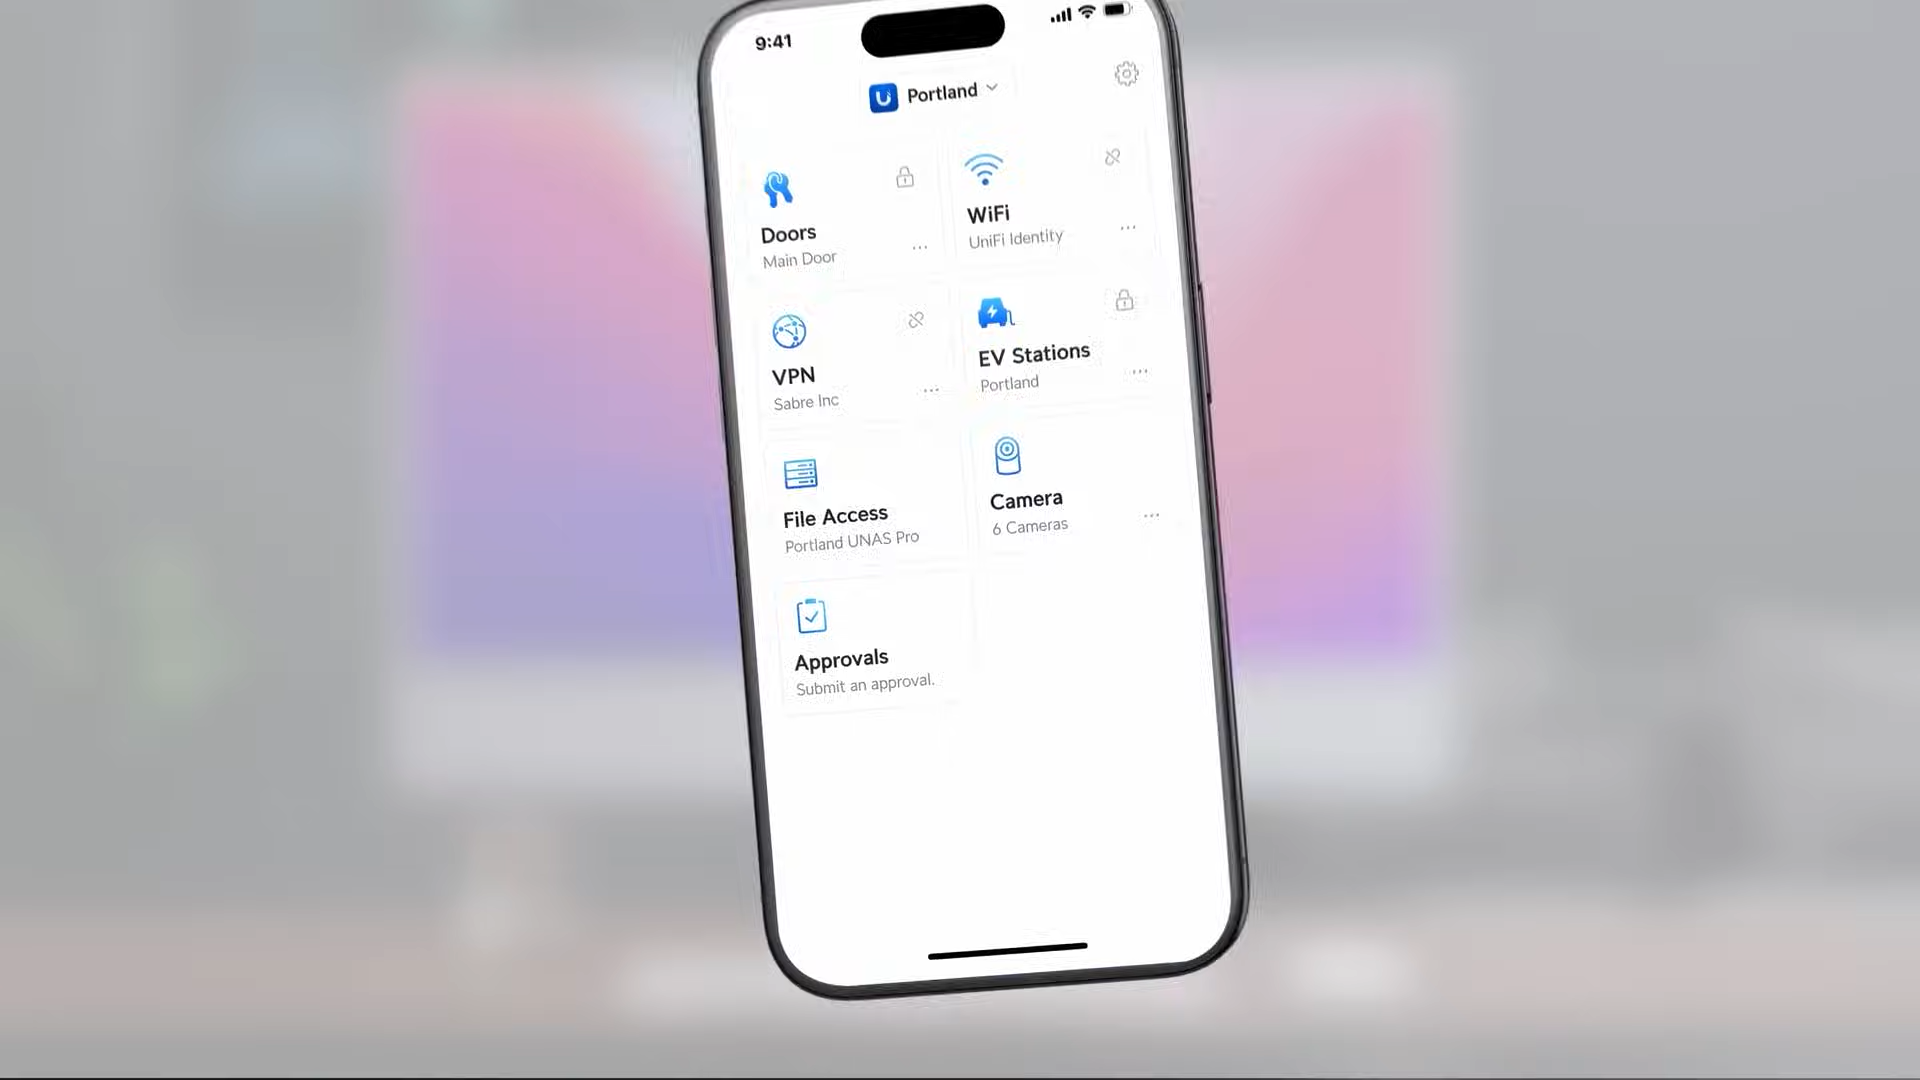 9:41
Portland
Doors
Main Door
WiFi
UniFi Identity
VPN
Sabre Inc
EV Stations
Portland
File Access
Portland UNAS Pro
Camera
6 Cameras
Approvals
Submit an approval.